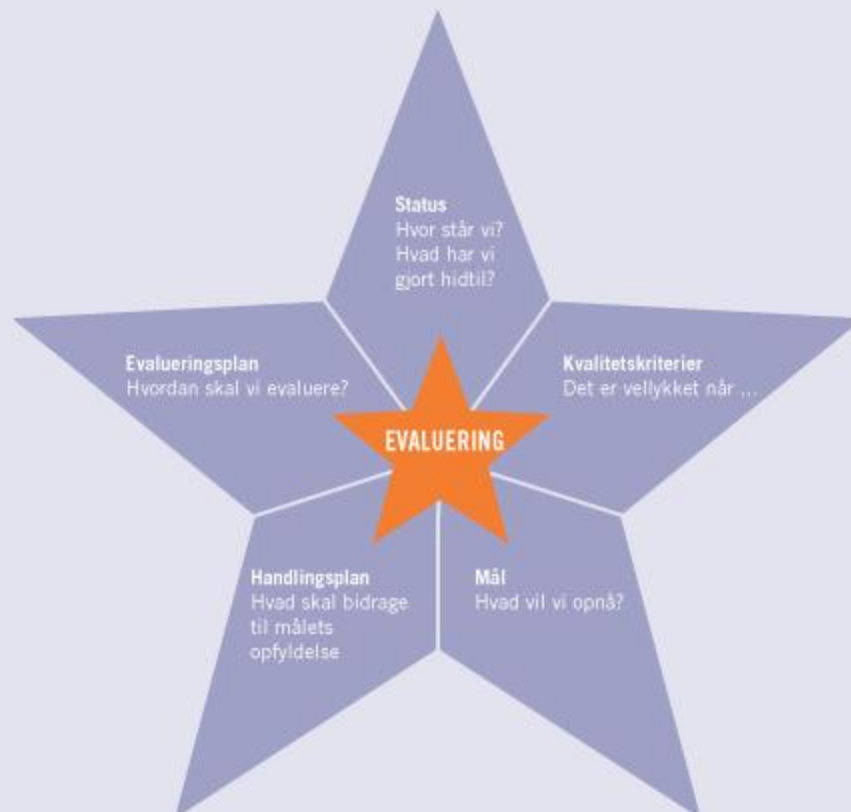 Status
Hvor står vi?
Hvad har vi
gjort hidtil?
Evalueringsplan
Hvordan skal vi evaluere?
Kvalitetskriterier
Det er vellykket når ...
EVALUERING
Handlingsplan
Hvad skal bidrage
til målets
opfyldelse
Mål
Hvad vil vi opnå?